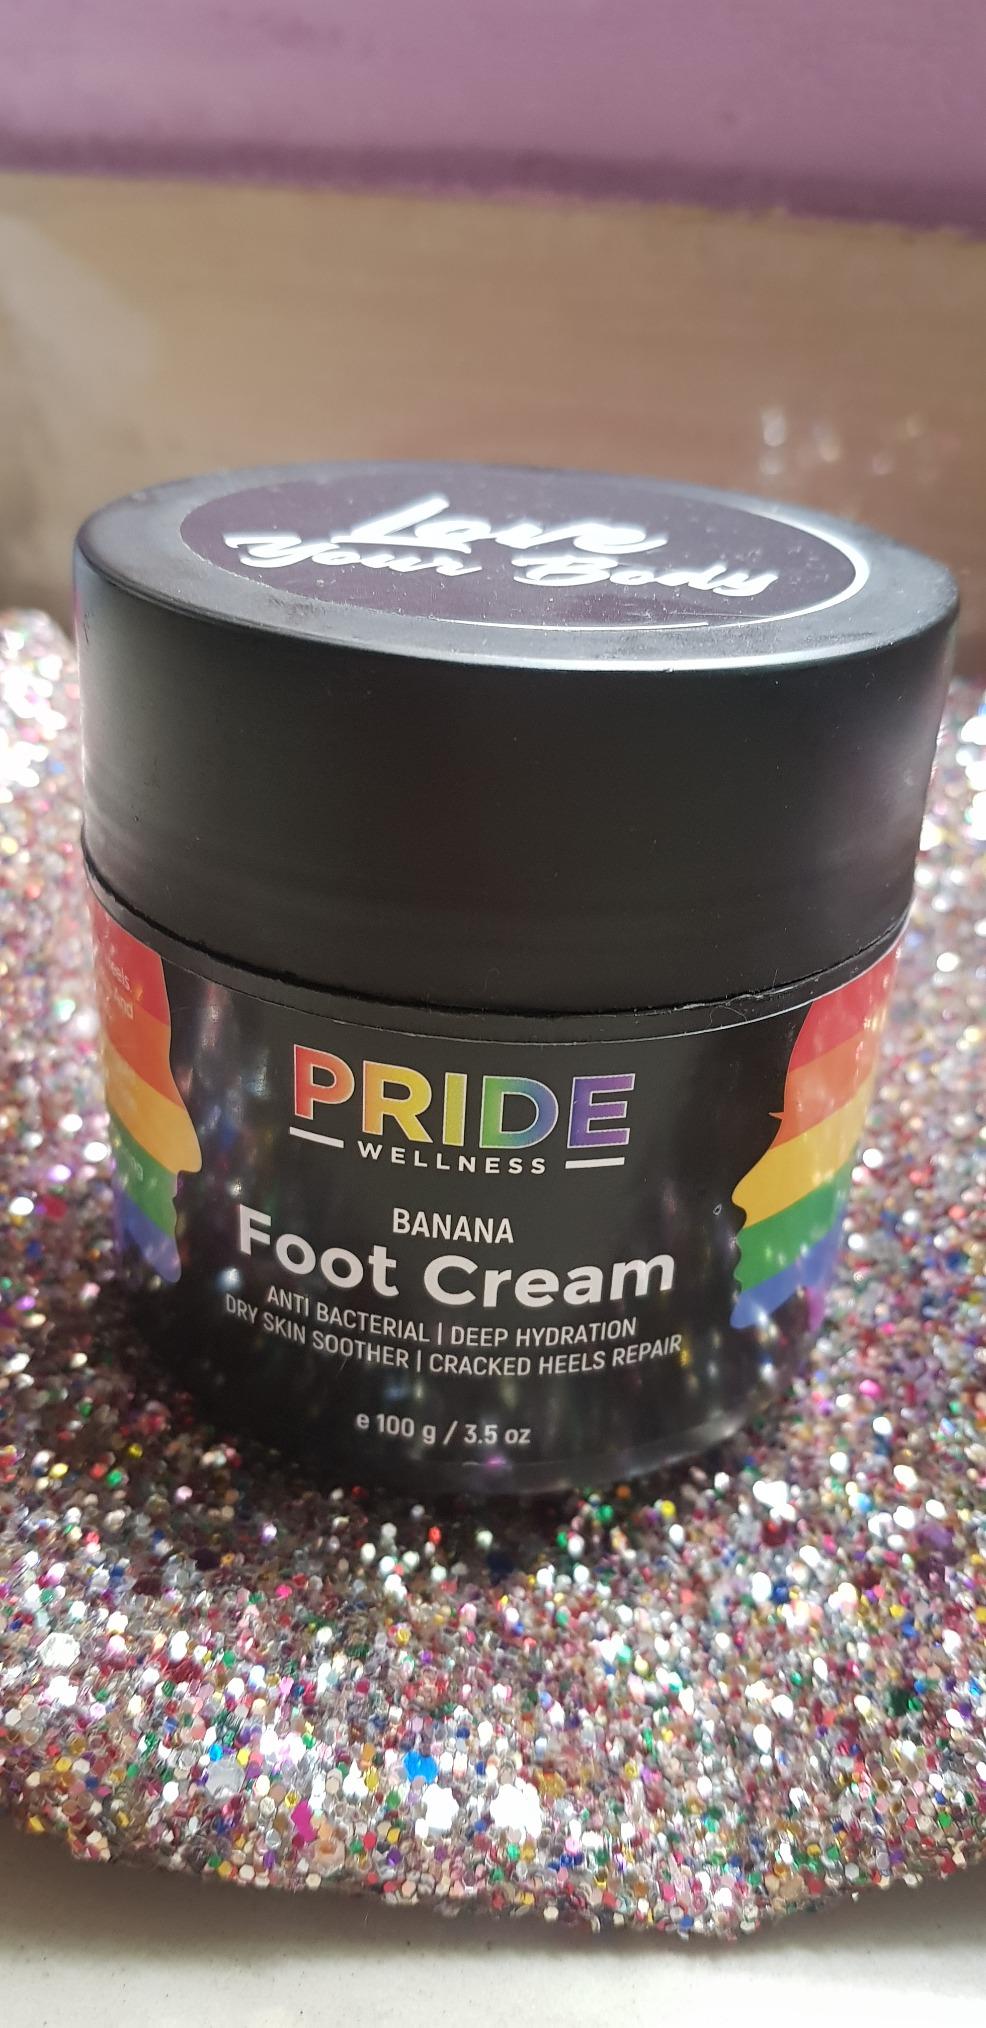 Love
Your Body
PRIDE
WELLNESS
BANANA
Foot Cream
ANTI BACTERIAL | DEEP HYDRATION
DRY SKIN SOOTHER | CRACKED HEELS REPAIR
e 100 g / 3.5 oz